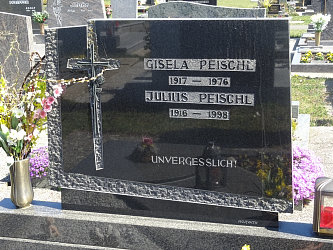 GISELA PEISCHL
1917 — 1976
JULIUS PEISCHL
1916 — 1998
UNVERGESSLICH!